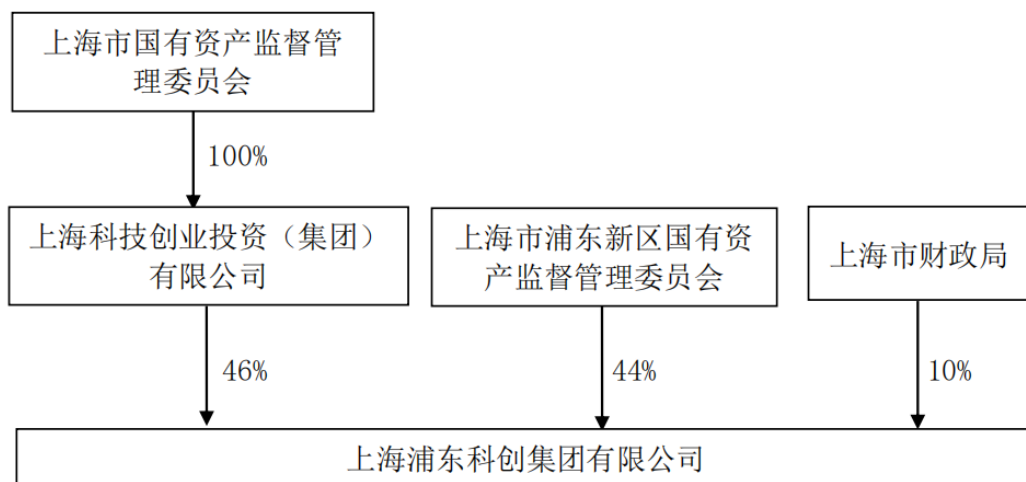 上海市国有资产监督管
理委员会
100%
上海科技创业投资（集团）
有限公司
上海市浦东新区国有资
产监督管理委员会
上海市财政局
46%
44%
10%
上海浦东科创集团有限公司